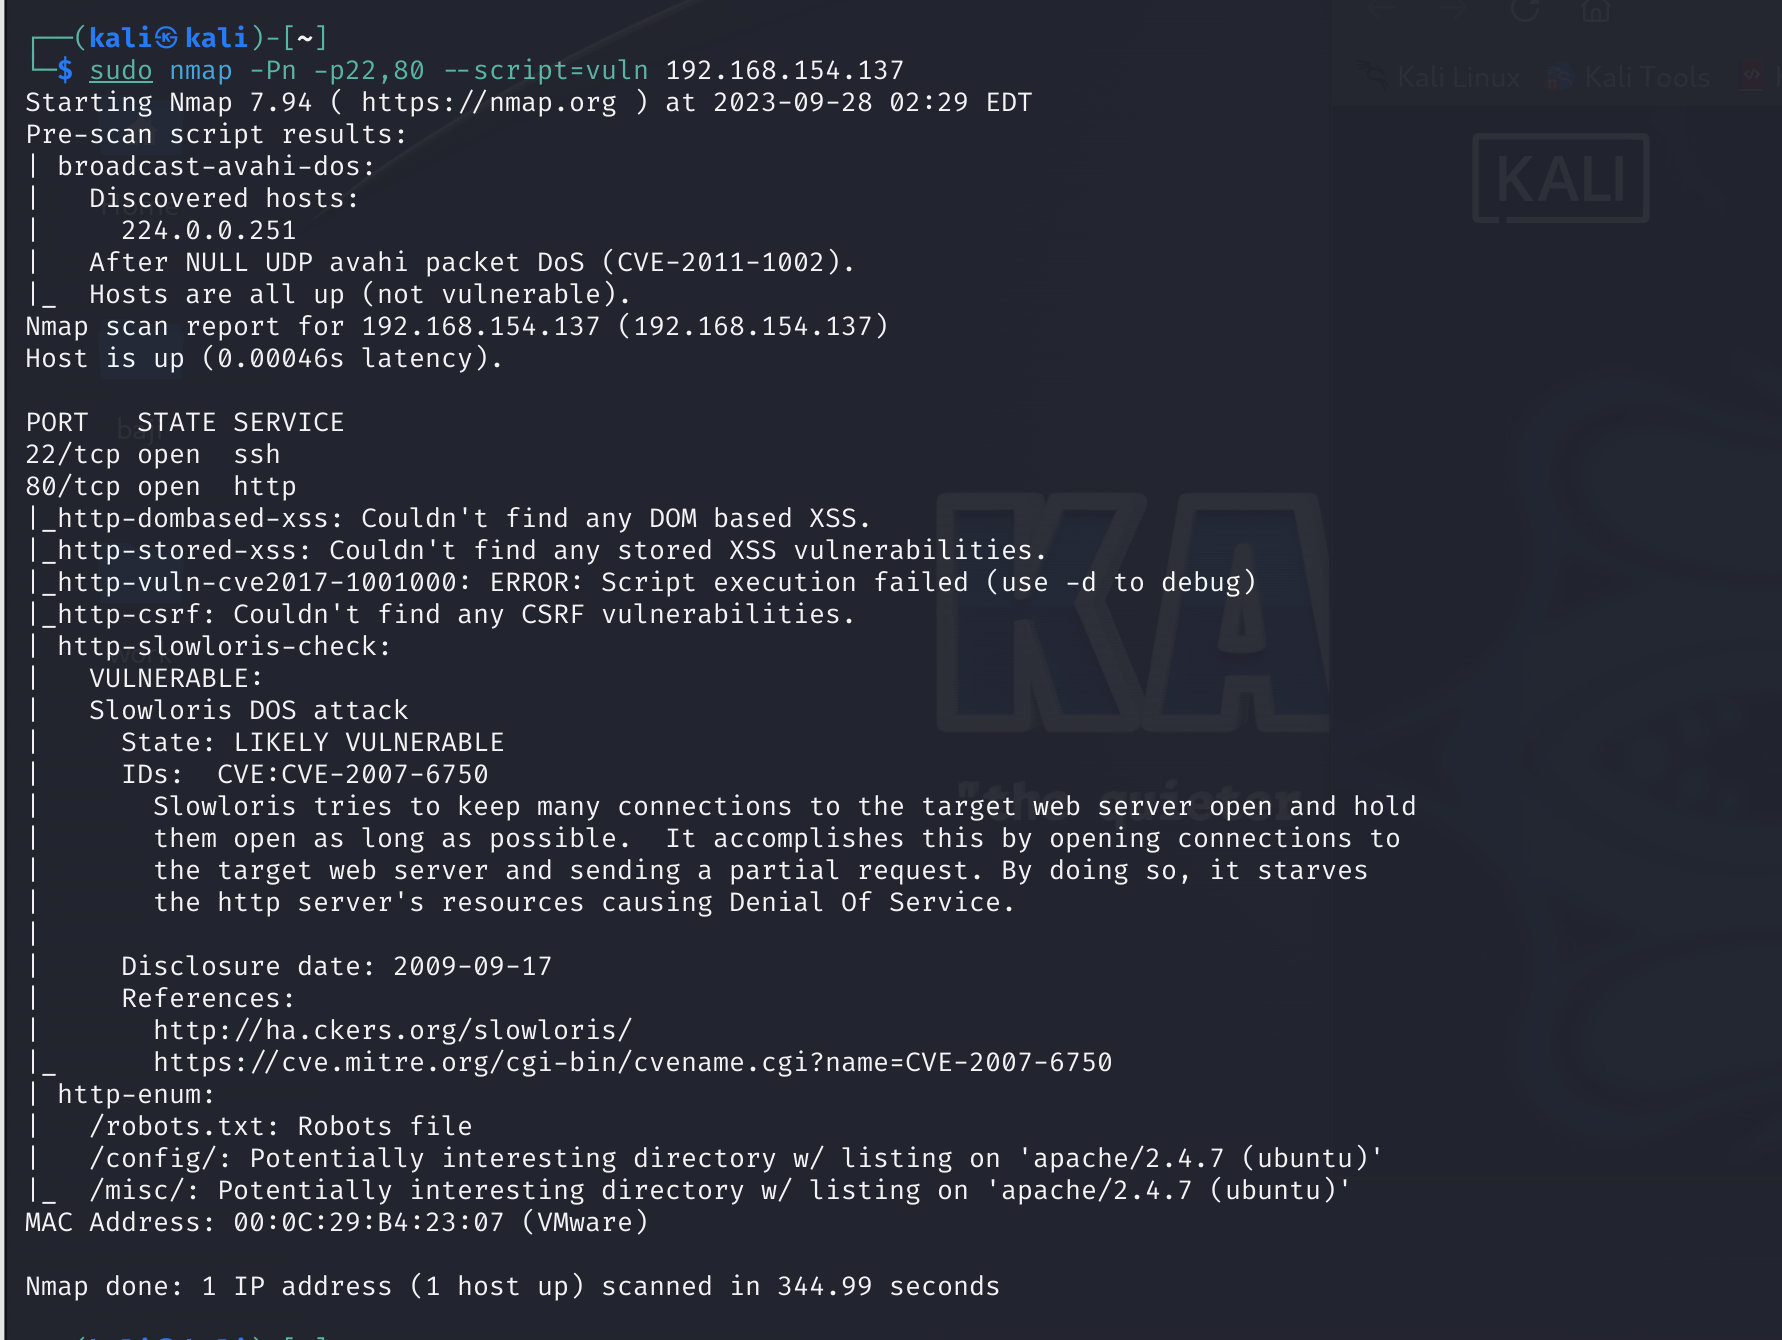 ┌──(kali㉿kali)-[~]
└─$ sudo nmap -Pn -p22,80 --script=vuln 192.168.154.137
Starting Nmap 7.94 ( https://nmap.org ) at 2023-09-28 02:29 EDT
Pre-scan script results:
| broadcast-avahi-dos:
|   Discovered hosts:
|     224.0.0.251
|   After NULL UDP avahi packet DoS (CVE-2011-1002).
|_  Hosts are all up (not vulnerable).
Nmap scan report for 192.168.154.137 (192.168.154.137)
Host is up (0.00046s latency).

PORT   STATE SERVICE
22/tcp open  ssh
80/tcp open  http
|_http-dombased-xss: Couldn't find any DOM based XSS.
|_http-stored-xss: Couldn't find any stored XSS vulnerabilities.
|_http-vuln-cve2017-1001000: ERROR: Script execution failed (use -d to debug)
|_http-csrf: Couldn't find any CSRF vulnerabilities.
| http-slowloris-check:
|   VULNERABLE:
|   Slowloris DOS attack
|     State: LIKELY VULNERABLE
|     IDs:  CVE:CVE-2007-6750
|       Slowloris tries to keep many connections to the target web server open and hold
|       them open as long as possible.  It accomplishes this by opening connections to
|       the target web server and sending a partial request. By doing so, it starves
|       the http server's resources causing Denial Of Service.
|
|     Disclosure date: 2009-09-17
|     References:
|       http://ha.ckers.org/slowloris/
|_      https://cve.mitre.org/cgi-bin/cvename.cgi?name=CVE-2007-6750
| http-enum:
|   /robots.txt: Robots file
|   /config/: Potentially interesting directory w/ listing on 'apache/2.4.7 (ubuntu)'
|_  /misc/: Potentially interesting directory w/ listing on 'apache/2.4.7 (ubuntu)'
MAC Address: 00:0C:29:B4:23:07 (VMware)

Nmap done: 1 IP address (1 host up) scanned in 344.99 seconds
Kali Linux
Kali Tools
KALI
Home
work
KA
"the quieter